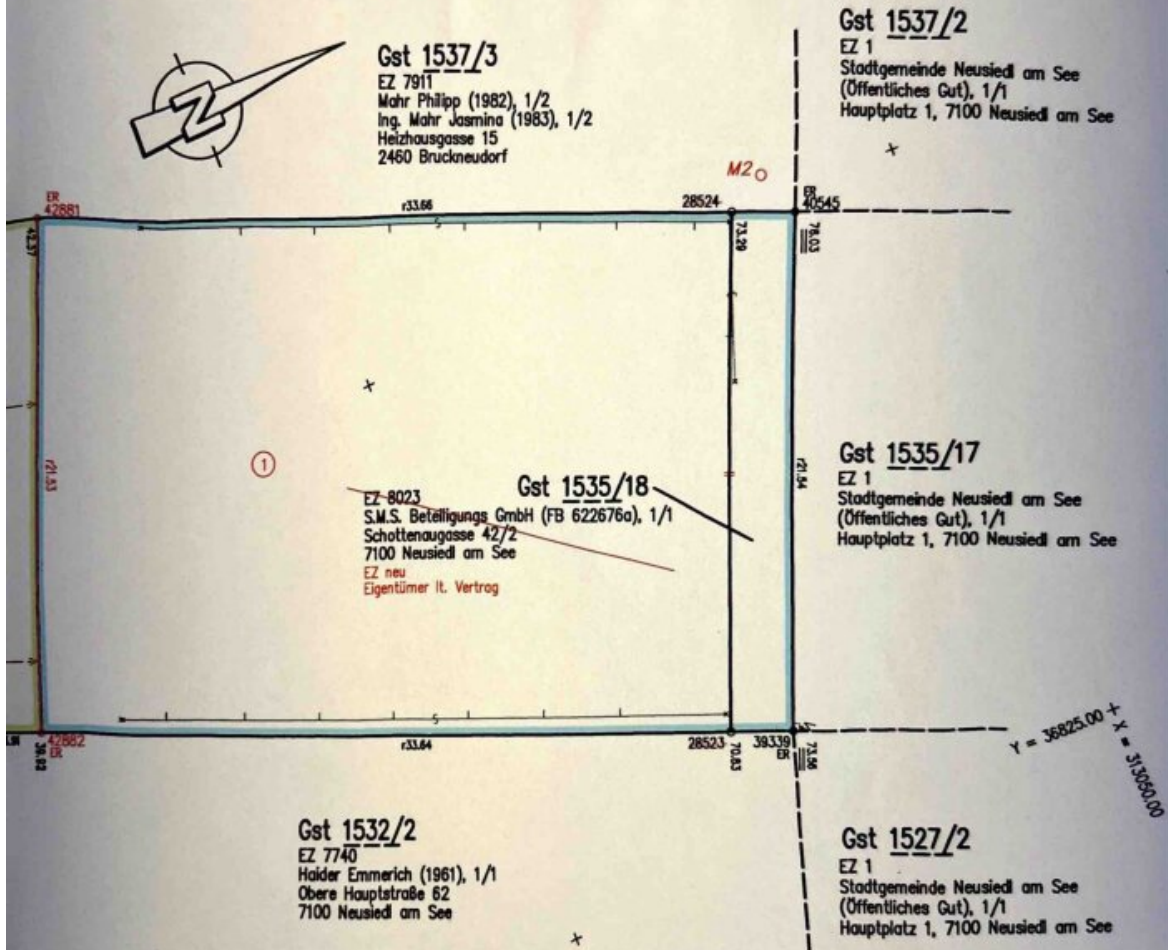 Gst 1537/3
EZ 7911
Mahr Philipp (1982), 1/2
Ing. Mahr Jasmina (1983), 1/2
Heizhausgasse 15
2460 Bruckneudorf
Gst 1537/2
EZ 1
Stadtgemeinde Neusiedl am See
(Öffentliches Gut), 1/1
Hauptplatz 1, 7100 Neusiedl am See
Z
M2
ER
42881
r33.66
28524
ER
40545
42.37
73.29
76.03
1
r21.53
r21.54
Gst 1535/18
EZ 8023
S.M.S. Beteiligungs GmbH (FB 622676a), 1/1
Schottenaugasse 42/2
7100 Neusiedl am See
EZ neu
Eigentümer lt. Vertrag
Gst 1535/17
EZ 1
Stadtgemeinde Neusiedl am See
(Öffentliches Gut), 1/1
Hauptplatz 1, 7100 Neusiedl am See
42882
ER
39.82
r33.64
28523
70.83
39339
ER
73.56
Y = 36825.00
X = 313050.00
Gst 1532/2
EZ 7740
Haider Emmerich (1961), 1/1
Obere Hauptstraße 62
7100 Neusiedl am See
Gst 1527/2
EZ 1
Stadtgemeinde Neusiedl am See
(Öffentliches Gut), 1/1
Hauptplatz 1, 7100 Neusiedl am See